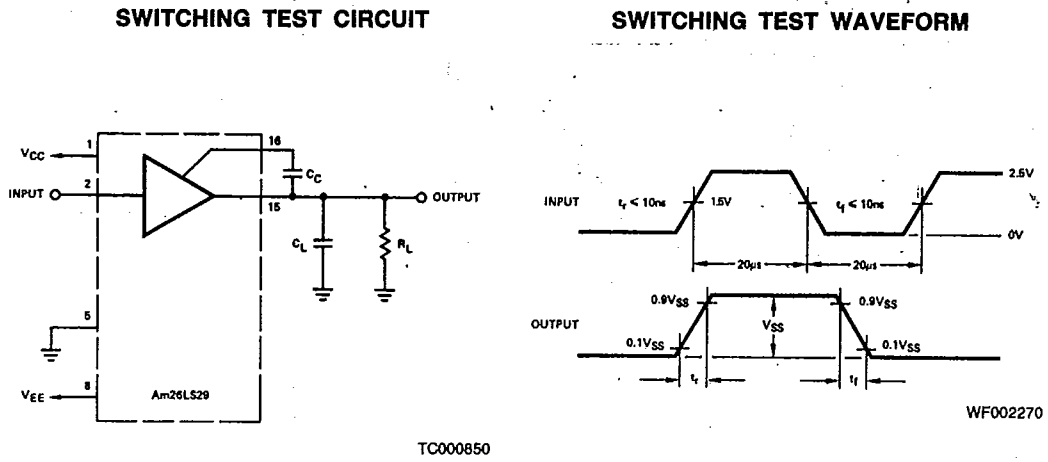 SWITCHING TEST CIRCUIT
VCC
1
INPUT
2
16
CC
15
OUTPUT
CL
RL
5
VEE
8
Am26LS29
TC000850
SWITCHING TEST WAVEFORM
2.5V
INPUT
tr ≤ 10ns
1.5V
tf ≤ 10ns
0V
20μs
20μs
0.9VSS
0.9VSS
OUTPUT
VSS
0.1VSS
0.1VSS
tr
tf
WF002270